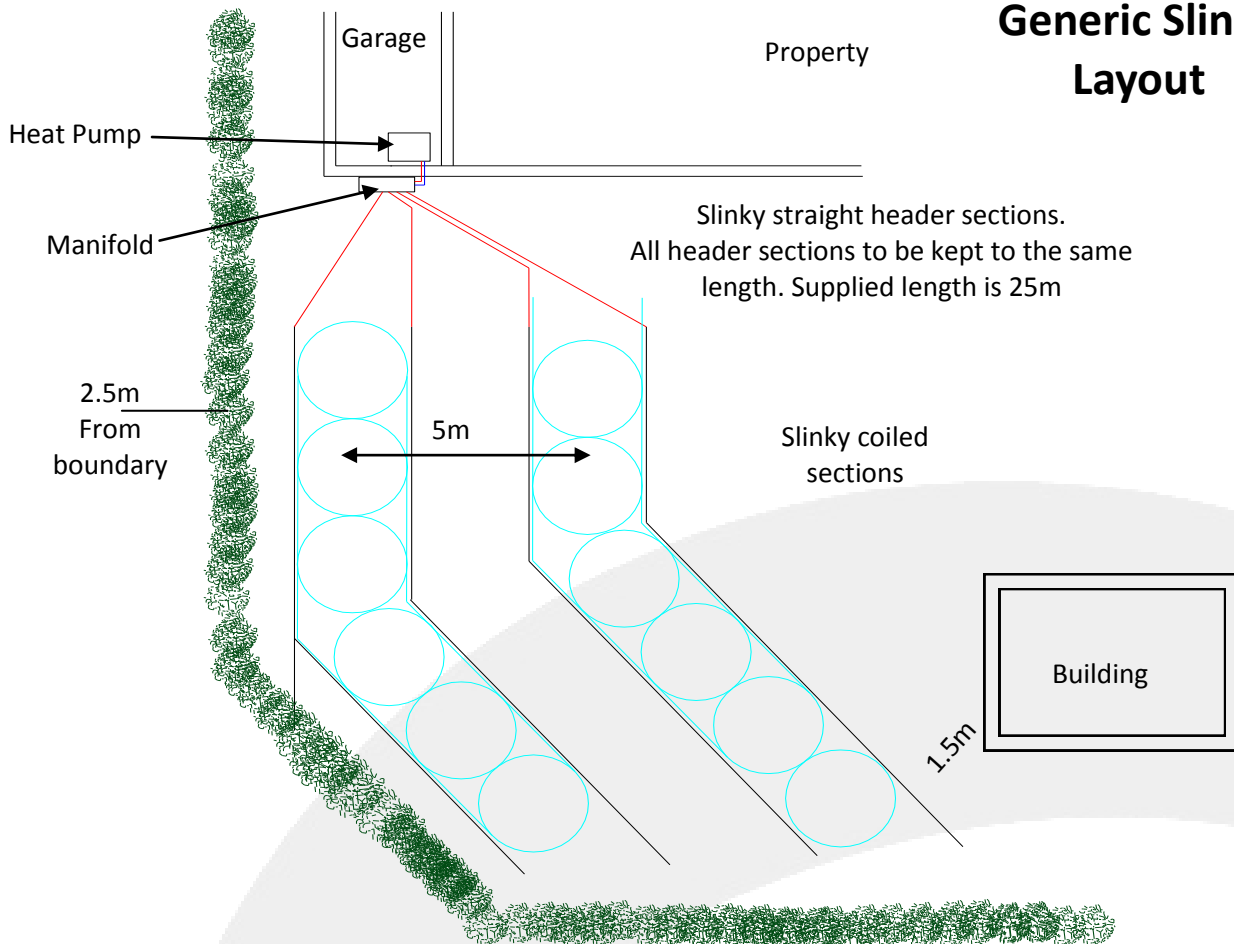 Generic Slin
Layout
Garage
Property
Heat Pump
Manifold
Slinky straight header sections.
All header sections to be kept to the same
length. Supplied length is 25m
2.5m
From
boundary
5m
Slinky coiled
sections
Building
1.5m